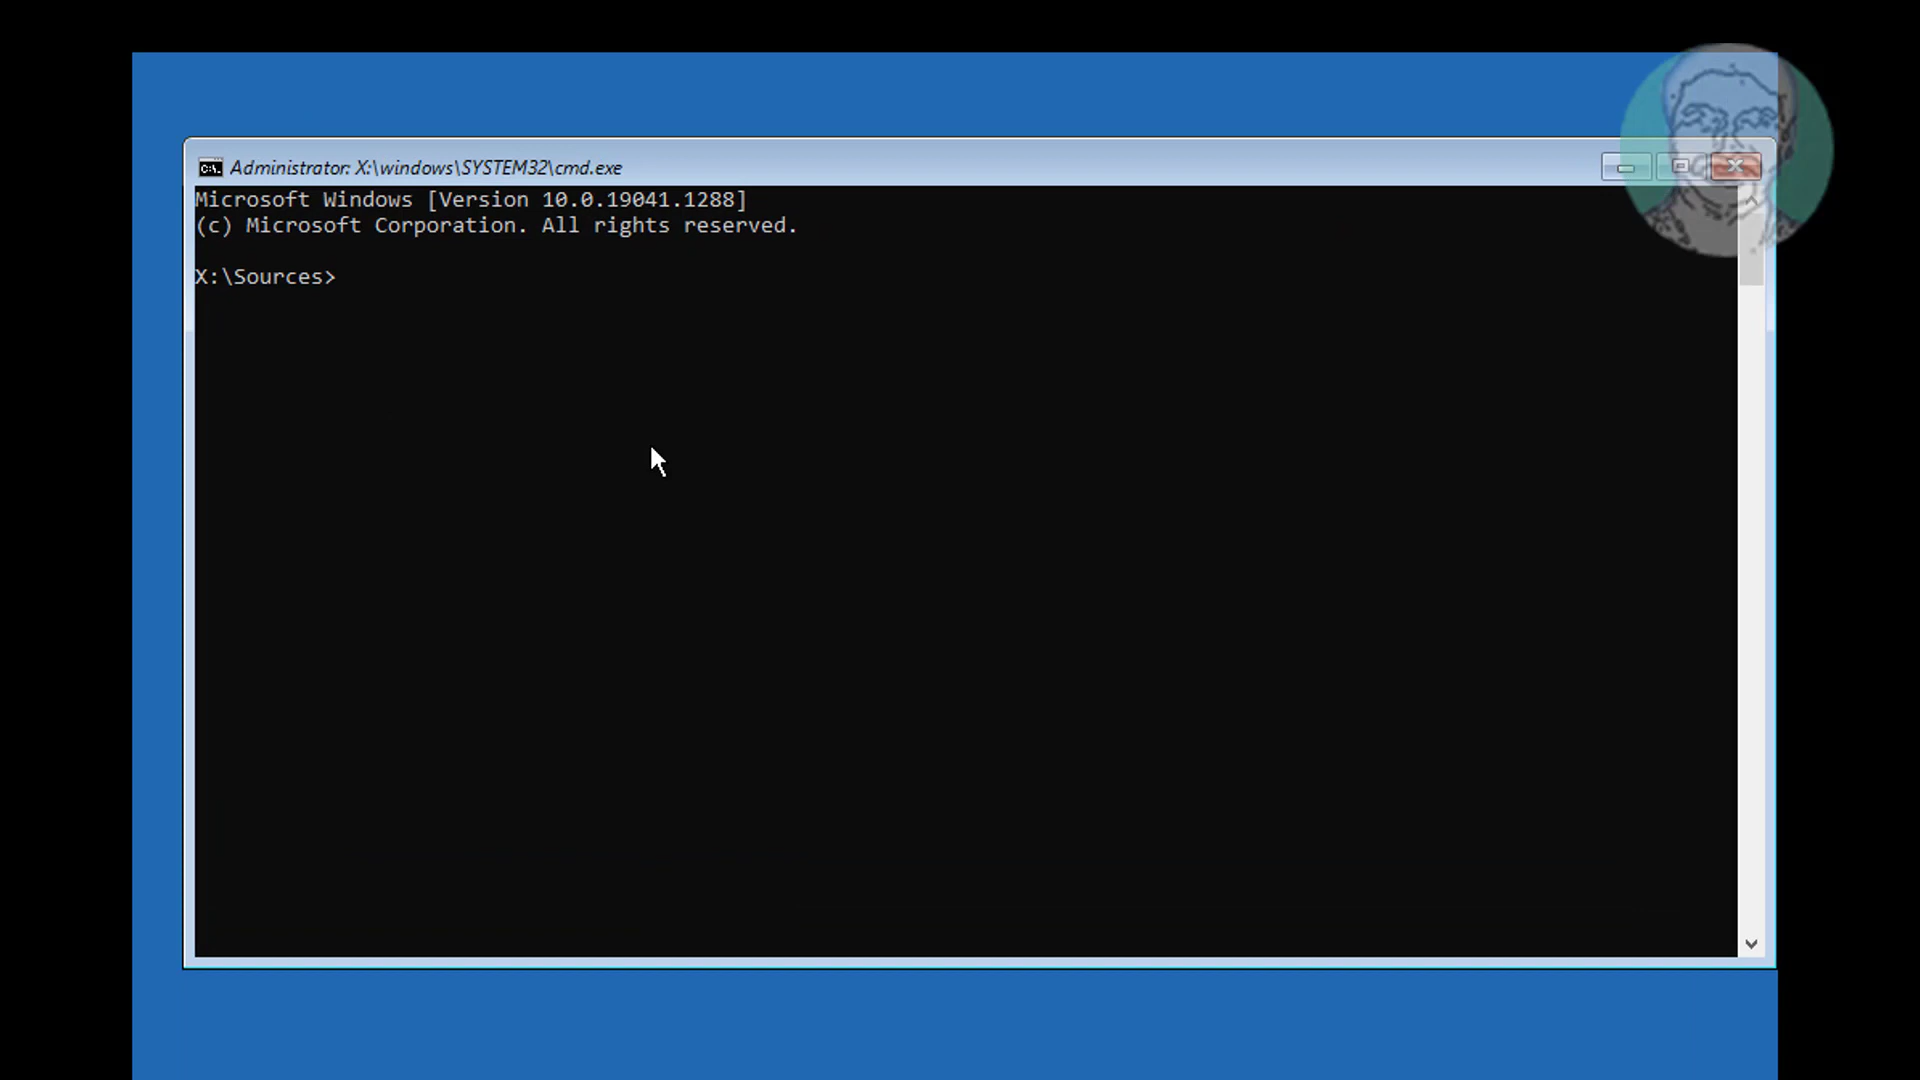 Administrator: X:\windows\SYSTEM32\cmd.exe
Microsoft Windows [Version 10.0.19041.1288]
(c) Microsoft Corporation. All rights reserved.
X:\Sources>